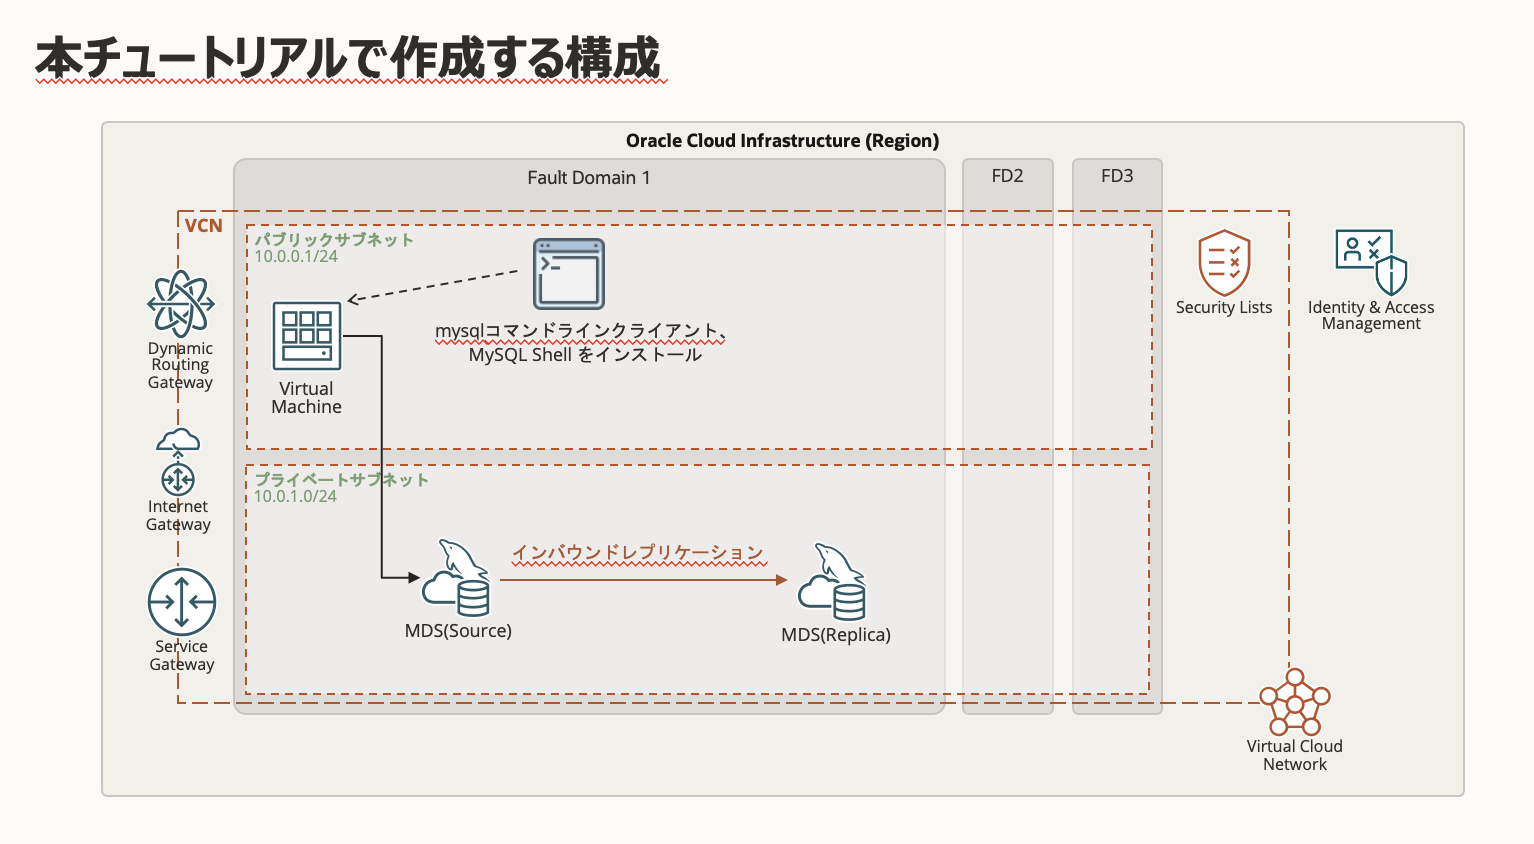 本チュートリアルで作成する構成
Oracle Cloud Infrastructure (Region)
Fault Domain 1
FD2
FD3
VCN
パブリックサブネット
10.0.0.1/24
mysqlコマンドラインクライアント、
MySQL Shell をインストール
Virtual
Machine
Dynamic
Routing
Gateway
Internet
Gateway
Service
Gateway
プライベートサブネット
10.0.1.0/24
インバウンドレプリケーション
MDS(Source)
MDS(Replica)
Security Lists
Identity & Access
Management
Virtual Cloud
Network